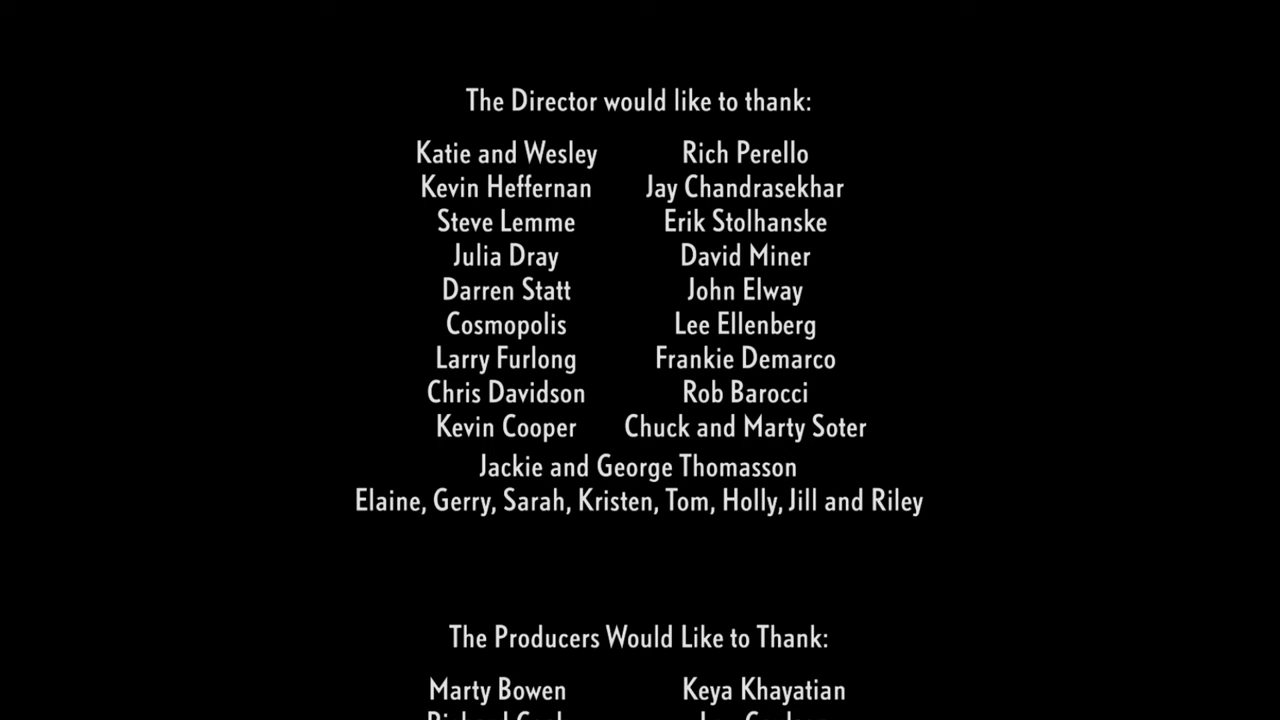 The Director would like to thank:
Katie and Wesley Rich Perello
Kevin Heffernan Jay Chandrasekhar
Steve Lemme Erik Stolhanske
Julia Dray David Miner
Darren Statt John Elway
Cosmopolis Lee Ellenberg
Larry Furlong Frankie Demarco
Chris Davidson Rob Barocci
Kevin Cooper Chuck and Marty Soter
Jackie and George Thomasson
Elaine, Gerry, Sarah, Kristen, Tom, Holly, Jill and Riley
The Producers Would Like to Thank:
Marty Bowen Keya Khayatian